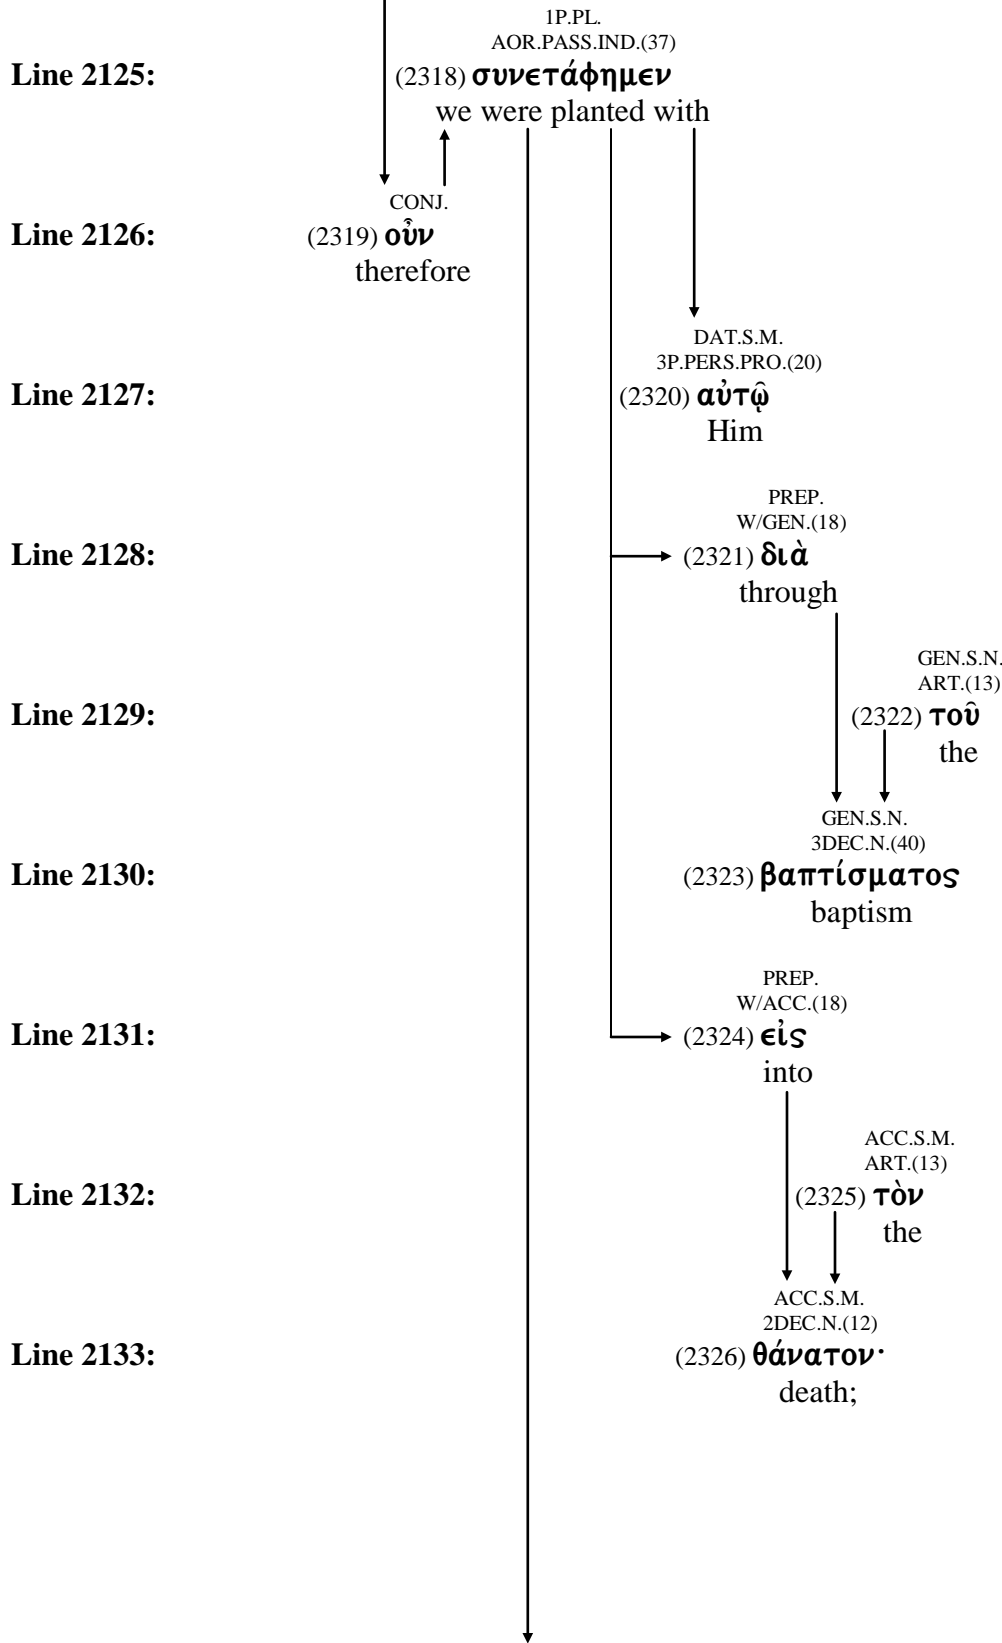 1P.PL.
AOR.PASS.IND.(37)
Line 2125: (2318) συνετάφημεν
we were planted with
CONJ.
Line 2126: (2319) οὖν
therefore
DAT.S.M.
3P.PERS.PRO.(20)
Line 2127: (2320) αὐτῷ
Him
PREP.
W/GEN.(18)
Line 2128: (2321) διὰ
through
GEN.S.N.
ART.(13)
Line 2129: (2322) τοῦ
the
GEN.S.N.
3DEC.N.(40)
Line 2130: (2323) βαπτίσματος
baptism
PREP.
W/ACC.(18)
Line 2131: (2324) εἰς
into
ACC.S.M.
ART.(13)
Line 2132: (2325) τὸν
the
ACC.S.M.
2DEC.N.(12)
Line 2133: (2326) θάνατον·
death;